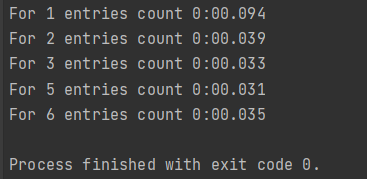 For 1 entries count 0:00.094
For 2 entries count 0:00.039
For 3 entries count 0:00.033
For 5 entries count 0:00.031
For 6 entries count 0:00.035
Process finished with exit code 0.